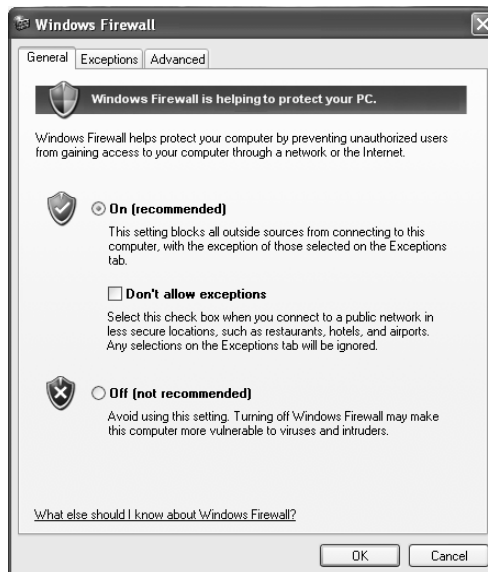 Windows Firewall
General Exceptions Advanced
Windows Firewall is helping to protect your PC.
Windows Firewall helps protect your computer by preventing unauthorized users
from gaining access to your computer through a network or the Internet.
On (recommended)
This setting blocks all outside sources from connecting to this
computer, with the exception of those selected on the Exceptions
tab.
Don't allow exceptions
Select this check box when you connect to a public network in
less secure locations, such as restaurants, hotels, and airports.
Any selections on the Exceptions tab will be ignored.
Off (not recommended)
Avoid using this setting. Turning off Windows Firewall may make
this computer more vulnerable to viruses and intruders.
What else should I know about Windows Firewall?
OK Cancel